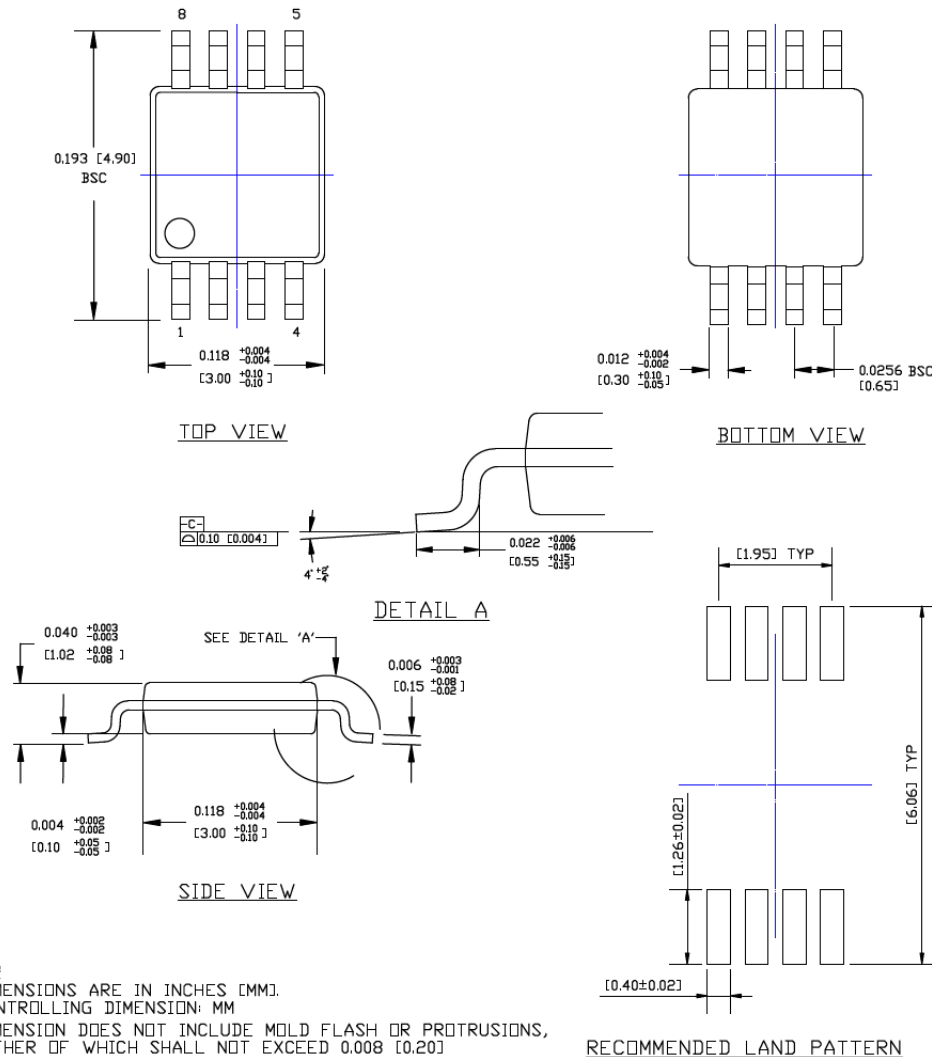 8 5
0.193 [4.90]
BSC
1 4
0.118 +0.004 -0.004
[3.00 +0.10 -0.10 ]
TOP VIEW
0.012 +0.004 -0.002
[0.30 +0.10 -0.05 ]
0.0256 BSC
[0.65]
BOTTOM VIEW
-C-
0.10 [0.004]
0.022 +0.006 -0.006
[0.55 +0.15 -0.15 ]
DETAIL A
[1.95] TYP
0.040 +0.003 -0.003
[1.02 +0.08 -0.08 ]
SEE DETAIL 'A'
0.006 +0.003 -0.001
[0.15 +0.08 -0.02 ]
[6.06] TYP
0.004 +0.002 -0.002
[0.10 +0.05 -0.05 ]
0.118 +0.004 -0.004
[3.00 +0.10 -0.10 ]
[1.26±0.02]
SIDE VIEW
MENSIONS ARE IN INCHES [MM].
NTROLLING DIMENSION: MM
MENSION DOES NOT INCLUDE MOLD FLASH OR PROTRUSIONS,
THER OF WHICH SHALL NOT EXCEED 0.008 [0.20]
[0.40±0.02]
RECOMMENDED LAND PATTERN